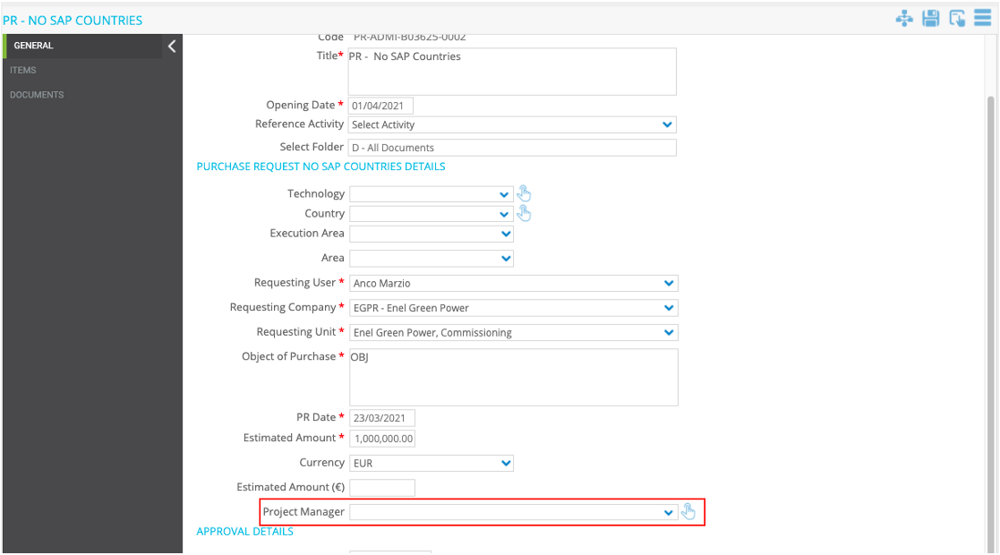 PR - NO SAP COUNTRIES
GENERAL
ITEMS
DOCUMENTS
Code PR-ADMI-B03625-0002
Title* PR - No SAP Countries
Opening Date * 01/04/2021
Reference Activity Select Activity
Select Folder D - All Documents
PURCHASE REQUEST NO SAP COUNTRIES DETAILS
Technology
Country
Execution Area
Area
Requesting User * Anco Marzio
Requesting Company * EGPR - Enel Green Power
Requesting Unit * Enel Green Power, Commissioning
Object of Purchase * OBJ
PR Date * 23/03/2021
Estimated Amount * 1,000,000.00
Currency EUR
Estimated Amount (€)
Project Manager
APPROVAL DETAILS